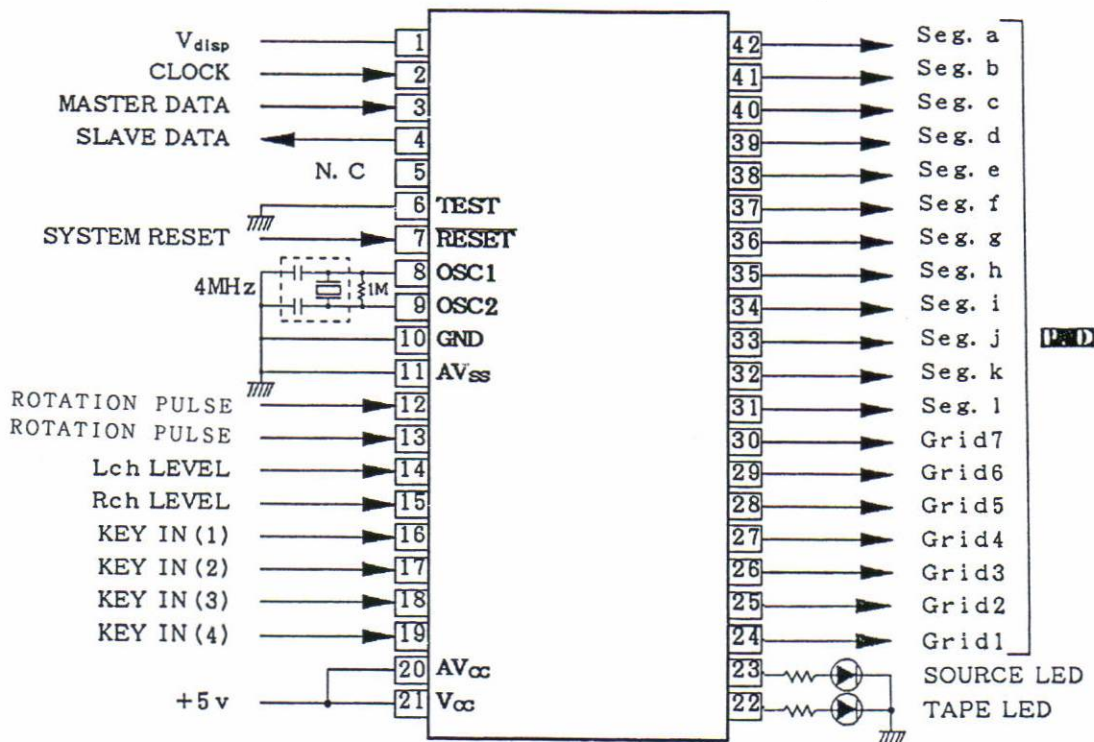 Vdisp 1
CLOCK 2
MASTER DATA 3
SLAVE DATA 4
N. C 5
6 TEST
SYSTEM RESET 7 RESET
8 OSC1
4MHz 1M
9 OSC2
10 GND
11 AVss
ROTATION PULSE 12
ROTATION PULSE 13
Lch LEVEL 14
Rch LEVEL 15
KEY IN(1) 16
KEY IN(2) 17
KEY IN(3) 18
KEY IN(4) 19
20 AVcc
+5v 21 Vcc
42 Seg. a
41 Seg. b
40 Seg. c
39 Seg. d
38 Seg. e
37 Seg. f
36 Seg. g
35 Seg. h
34 Seg. i
33 Seg. j
32 Seg. k
31 Seg. l
30 Grid7
29 Grid6
28 Grid5
27 Grid4
26 Grid3
25 Grid2
24 Grid1
23 SOURCE LED
22 TAPE LED